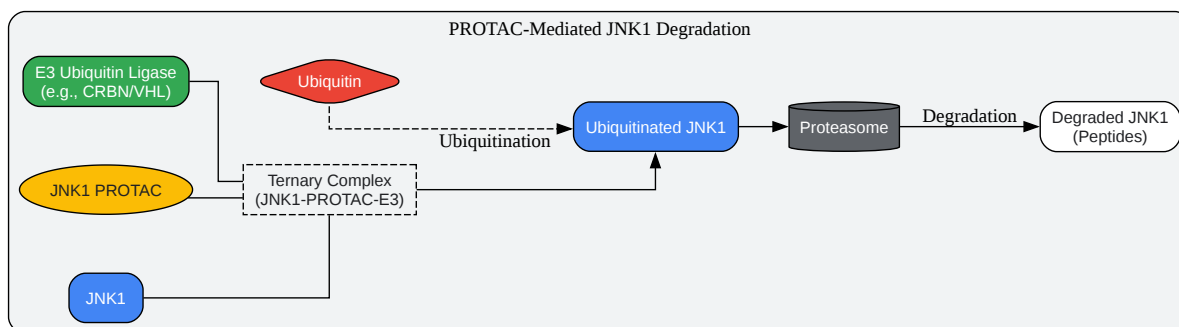 PROTAC-Mediated JNK1 Degradation
E3 Ubiquitin Ligase
(e.g., CRBN/VHL)
Ubiquitin
Ubiquitination
Ubiquitinated JNK1
Proteasome
Degradation
Degraded JNK1
(Peptides)
JNK1 PROTAC
Ternary Complex
(JNK1-PROTAC-E3)
JNK1